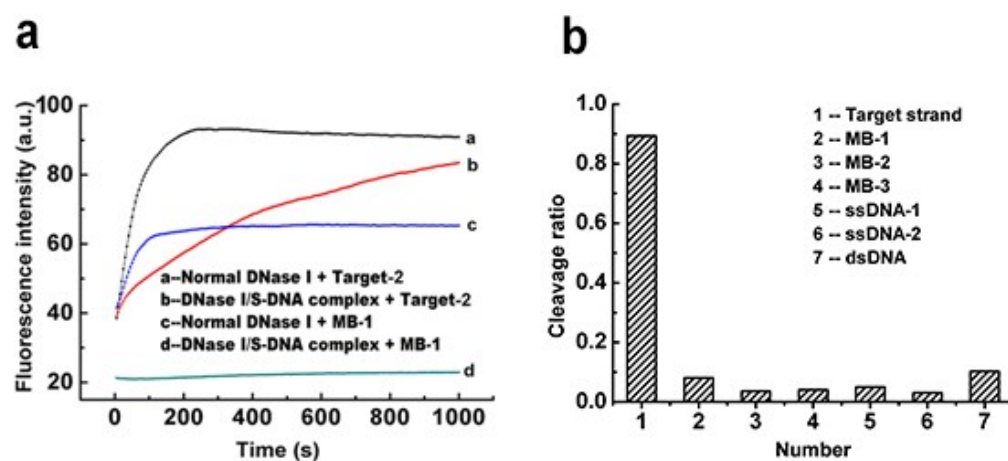 a
Fluorescence intensity (a.u.)
100
80
60
40
20
a
b
c
d
a--Normal DNase I + Target-2
b--DNase I/S-DNA complex + Target-2
c--Normal DNase I + MB-1
d--DNase I/S-DNA complex + MB-1
0 200 400 600 800 1000
Time (s)
b
Cleavage ratio
1.0
0.8
0.6
0.4
0.2
0.0
1 -- Target strand
2 -- MB-1
3 -- MB-2
4 -- MB-3
5 -- ssDNA-1
6 -- ssDNA-2
7 -- dsDNA
1 2 3 4 5 6 7
Number